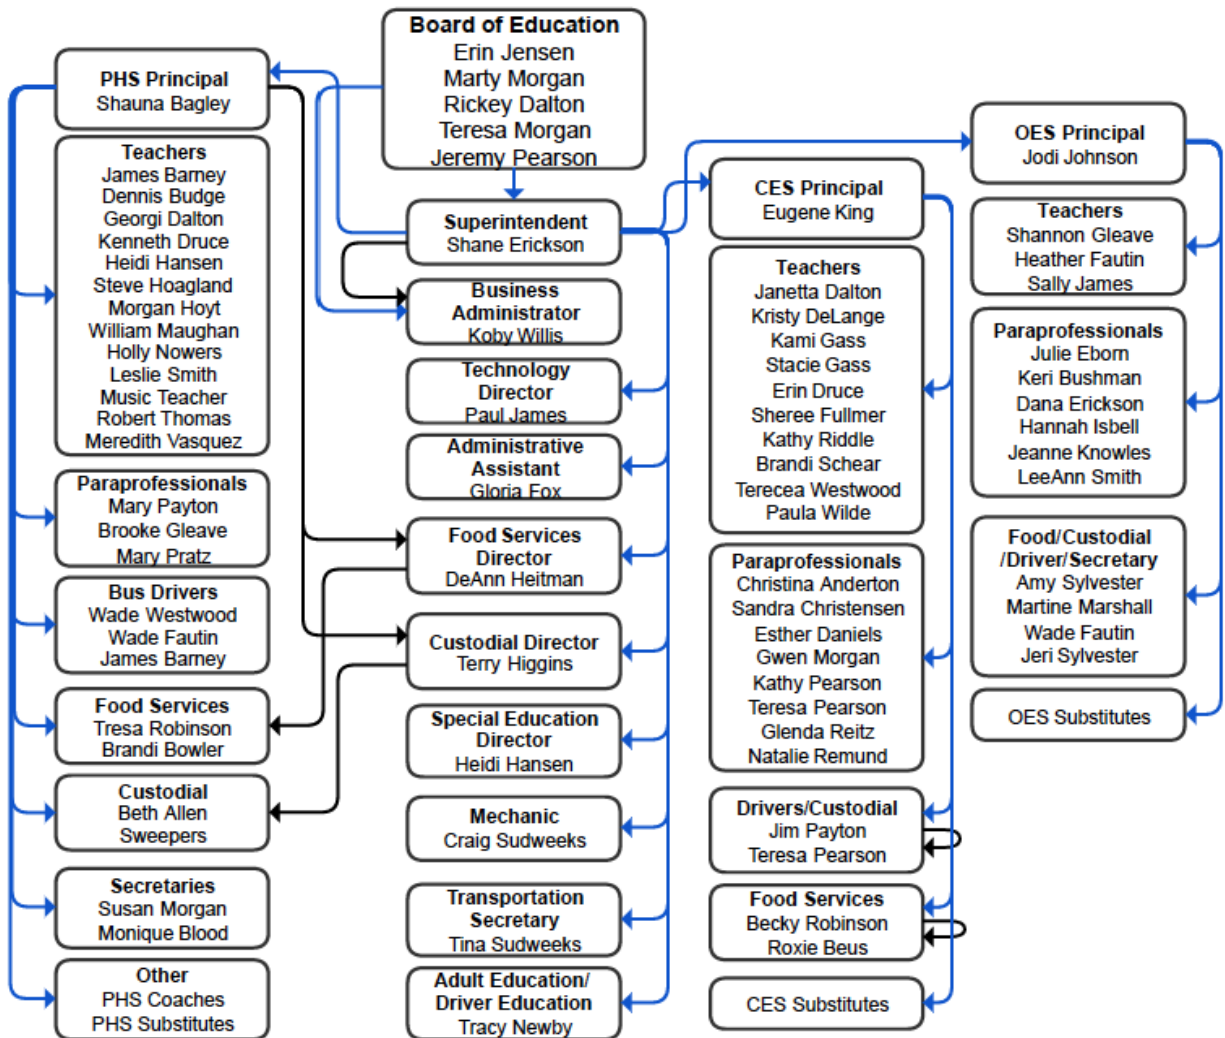 Board of Education
Erin Jensen
Marty Morgan
Rickey Dalton
Teresa Morgan
Jeremy Pearson
PHS Principal
Shauna Bagley
Teachers
James Barney
Dennis Budge
Georgi Dalton
Kenneth Druce
Heidi Hansen
Steve Hoagland
Morgan Hoyt
William Maughan
Holly Nowers
Leslie Smith
Music Teacher
Robert Thomas
Meredith Vasquez
Paraprofessionals
Mary Payton
Brooke Gleave
Mary Pratz
Bus Drivers
Wade Westwood
Wade Fautin
James Barney
Food Services
Tresa Robinson
Brandi Bowler
Custodial
Beth Allen
Sweepers
Secretaries
Susan Morgan
Monique Blood
Other
PHS Coaches
PHS Substitutes
Superintendent
Shane Erickson
Business
Administrator
Koby Willis
Technology
Director
Paul James
Administrative
Assistant
Gloria Fox
Food Services
Director
DeAnn Heitman
Custodial Director
Terry Higgins
Special Education
Director
Heidi Hansen
Mechanic
Craig Sudweeks
Transportation
Secretary
Tina Sudweeks
Adult Education/
Driver Education
Tracy Newby
CES Principal
Eugene King
Teachers
Janetta Dalton
Kristy DeLange
Kami Gass
Stacie Gass
Erin Druce
Sheree Fullmer
Kathy Riddle
Brandi Schear
Terecea Westwood
Paula Wilde
Paraprofessionals
Christina Anderton
Sandra Christensen
Esther Daniels
Gwen Morgan
Kathy Pearson
Teresa Pearson
Glenda Reitz
Natalie Remund
Drivers/Custodial
Jim Payton
Teresa Pearson
Food Services
Becky Robinson
Roxie Beus
CES Substitutes
OES Principal
Jodi Johnson
Teachers
Shannon Gleave
Heather Fautin
Sally James
Paraprofessionals
Julie Eborn
Keri Bushman
Dana Erickson
Hannah Isbell
Jeanne Knowles
LeeAnn Smith
Food/Custodial
/Driver/Secretary
Amy Sylvester
Martine Marshall
Wade Fautin
Jeri Sylvester
OES Substitutes